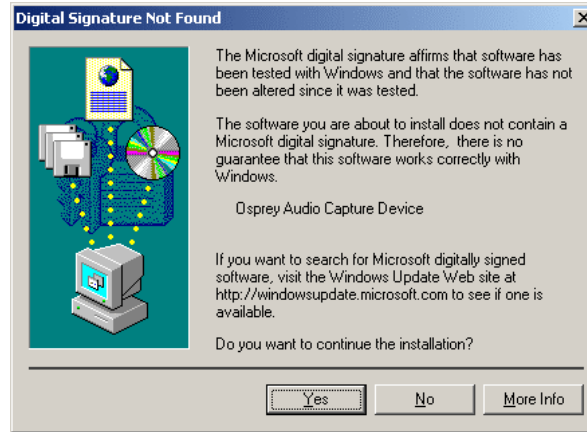 Digital Signature Not Found
The Microsoft digital signature affirms that software has
been tested with Windows and that the software has not
been altered since it was tested.
The software you are about to install does not contain a
Microsoft digital signature. Therefore, there is no
guarantee that this software works correctly with
Windows.
Osprey Audio Capture Device
If you want to search for Microsoft digitally signed
software, visit the Windows Update Web site at
http://windowsupdate.microsoft.com to see if one is
available.
Do you want to continue the installation?
Yes No More Info